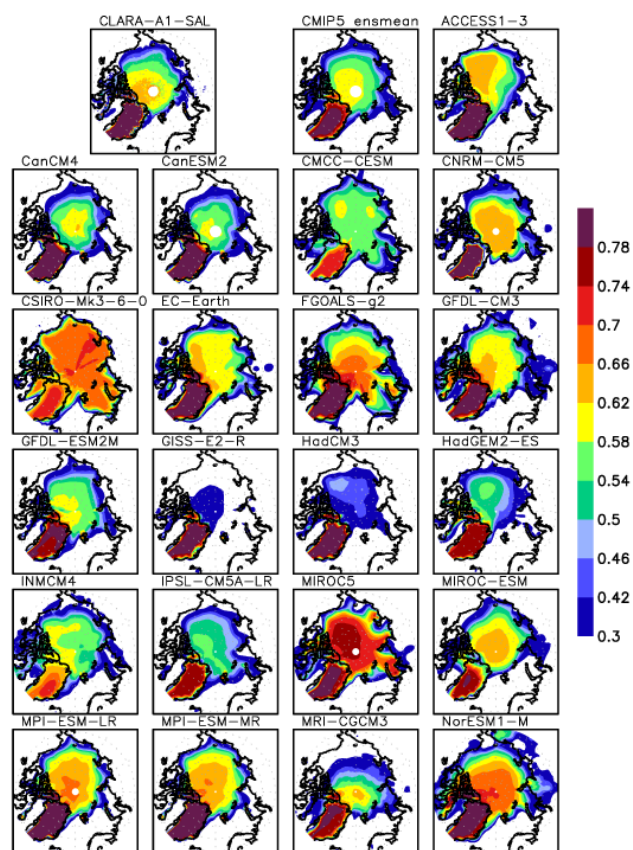 CLARA-A1-SAL CMIP5 ensmean ACCESS1-3
CanCM4 CanESM2 CMCC-CESM CNRM-CM5
CSIRO-Mk3-6-0 EC-Earth FGOALS-g2 GFDL-CM3
GFDL-ESM2M GISS-E2-R HadCM3 HadGEM2-ES
INMCM4 IPSL-CM5A-LR MIROC5 MIROC-ESM
MPI-ESM-LR MPI-ESM-MR MRI-CGCM3 NorESM1-M
0.78
0.74
0.7
0.66
0.62
0.58
0.54
0.5
0.46
0.42
0.3